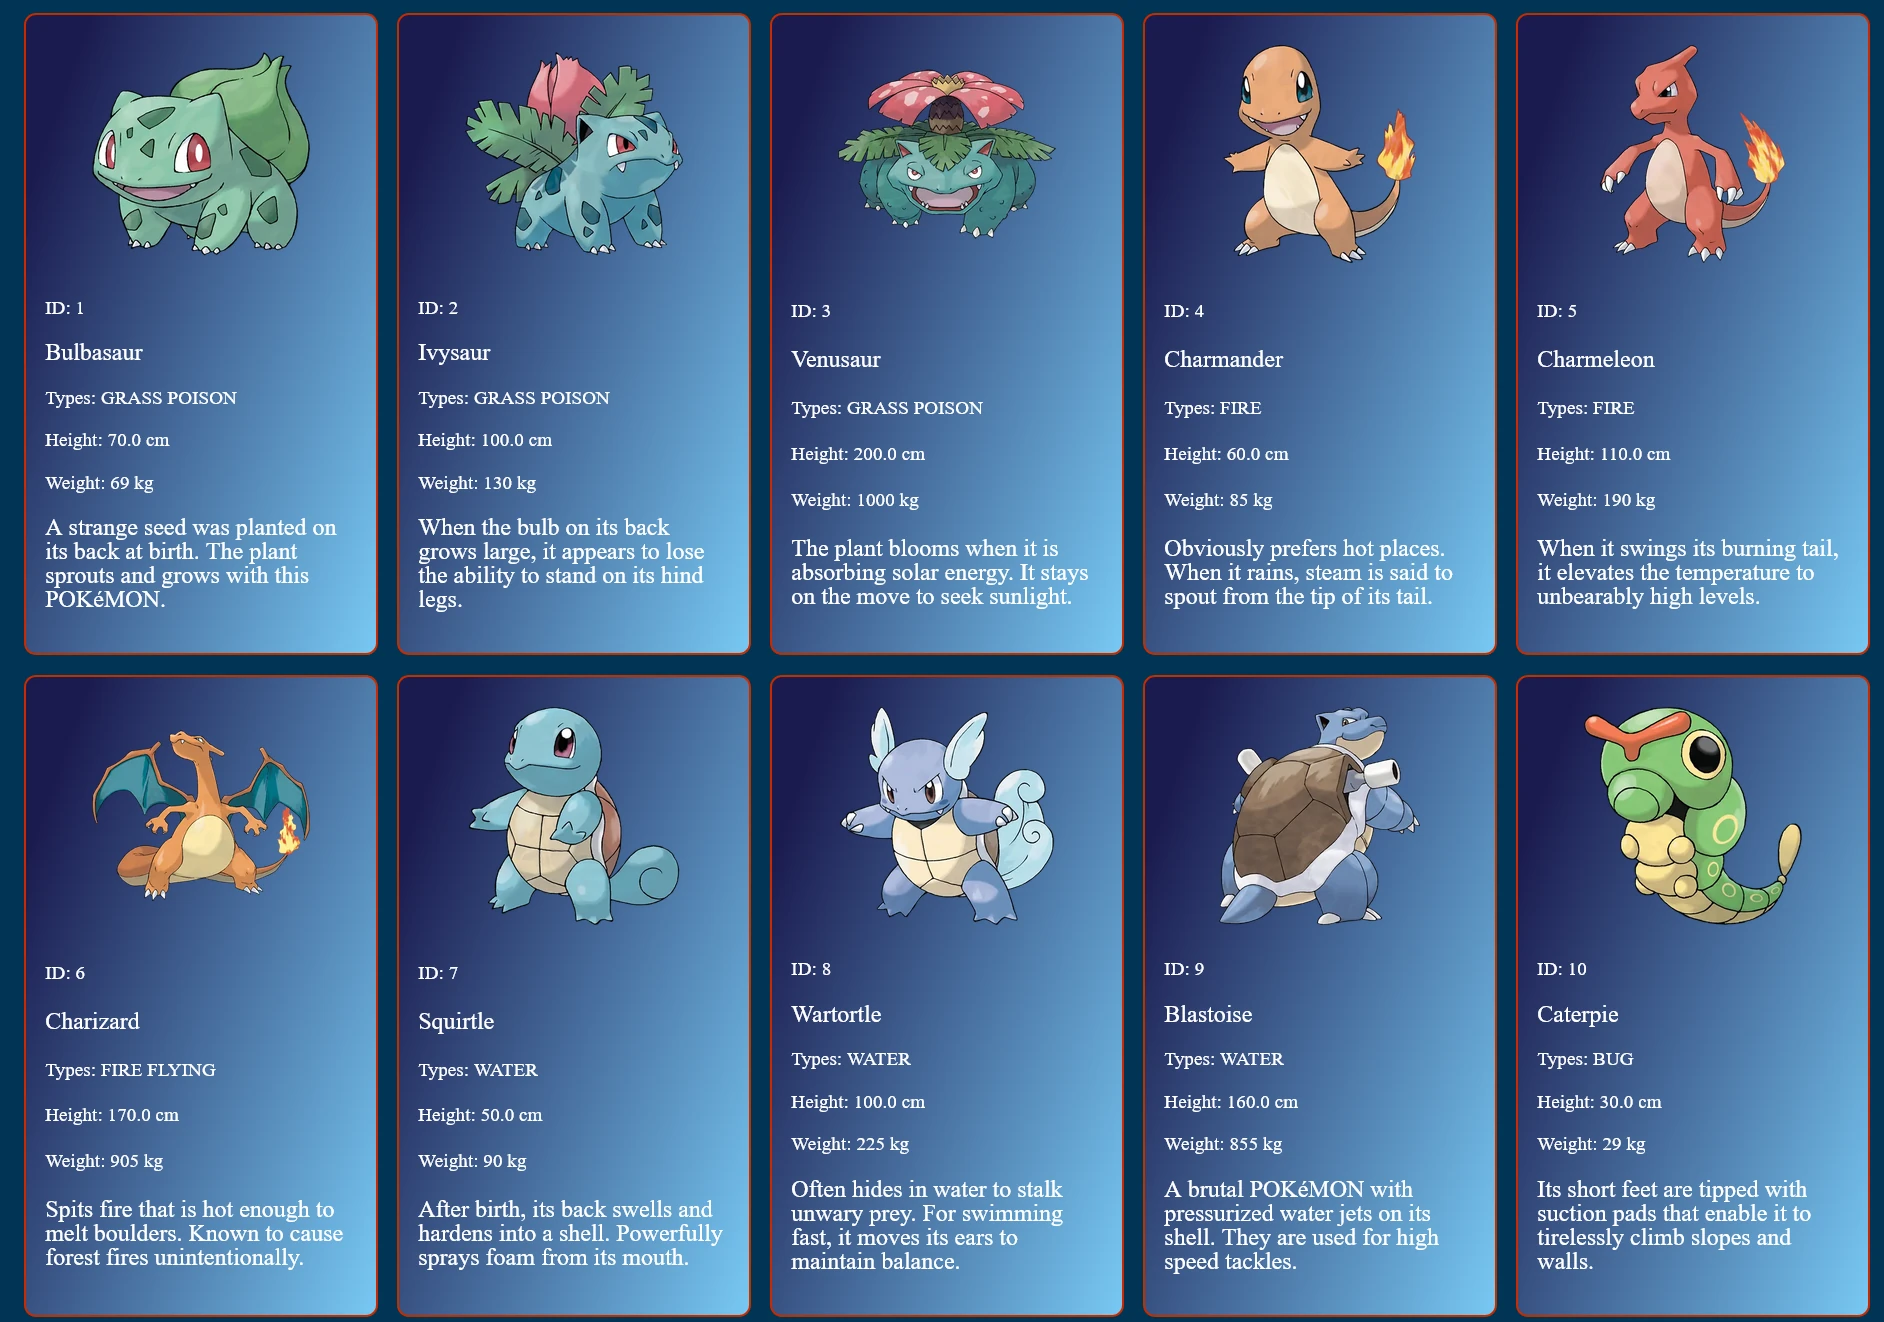 ID: 1
Bulbasaur
Types: GRASS POISON
Height: 70.0 cm
Weight: 69 kg
A strange seed was planted on
its back at birth. The plant
sprouts and grows with this
POKéMON.
ID: 2
Ivysaur
Types: GRASS POISON
Height: 100.0 cm
Weight: 130 kg
When the bulb on its back
grows large, it appears to lose
the ability to stand on its hind
legs.
ID: 3
Venusaur
Types: GRASS POISON
Height: 200.0 cm
Weight: 1000 kg
The plant blooms when it is
absorbing solar energy. It stays
on the move to seek sunlight.
ID: 4
Charmander
Types: FIRE
Height: 60.0 cm
Weight: 85 kg
Obviously prefers hot places.
When it rains, steam is said to
spout from the tip of its tail.
ID: 5
Charmeleon
Types: FIRE
Height: 110.0 cm
Weight: 190 kg
When it swings its burning tail,
it elevates the temperature to
unbearably high levels.
ID: 6
Charizard
Types: FIRE FLYING
Height: 170.0 cm
Weight: 905 kg
Spits fire that is hot enough to
melt boulders. Known to cause
forest fires unintentionally.
ID: 7
Squirtle
Types: WATER
Height: 50.0 cm
Weight: 90 kg
After birth, its back swells and
hardens into a shell. Powerfully
sprays foam from its mouth.
ID: 8
Wartortle
Types: WATER
Height: 100.0 cm
Weight: 225 kg
Often hides in water to stalk
unwary prey. For swimming
fast, it moves its ears to
maintain balance.
ID: 9
Blastoise
Types: WATER
Height: 160.0 cm
Weight: 855 kg
A brutal POKéMON with
pressurized water jets on its
shell. They are used for high
speed tackles.
ID: 10
Caterpie
Types: BUG
Height: 30.0 cm
Weight: 29 kg
Its short feet are tipped with
suction pads that enable it to
tirelessly climb slopes and
walls.